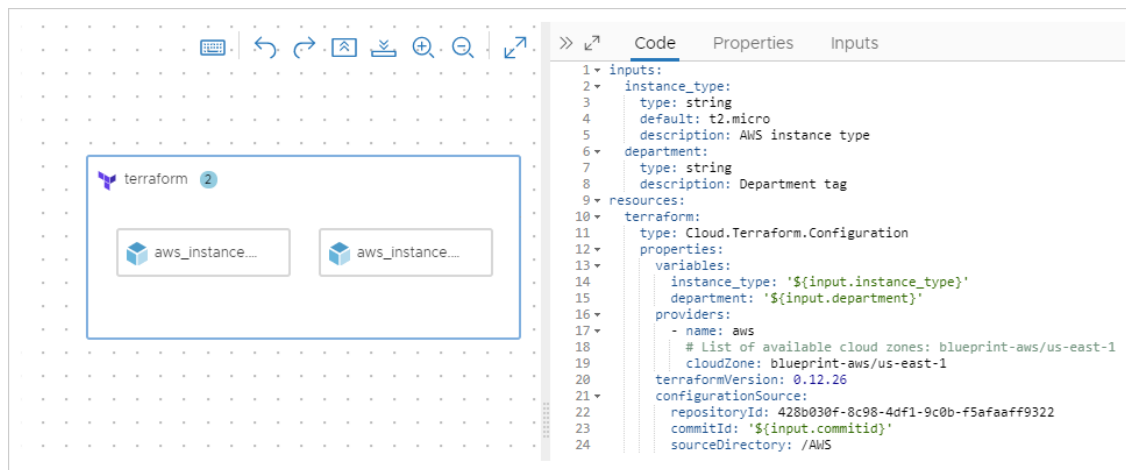 terraform 2
aws_instance....
aws_instance....
Code Properties Inputs
1 inputs:
2 instance_type:
3 type: string
4 default: t2.micro
5 description: AWS instance type
6 department:
7 type: string
8 description: Department tag
9 resources:
10 terraform:
11 type: Cloud.Terraform.Configuration
12 properties:
13 variables:
14 instance_type: '${input.instance_type}'
15 department: '${input.department}'
16 providers:
17 - name: aws
18 # List of available cloud zones: blueprint-aws/us-east-1
19 cloudZone: blueprint-aws/us-east-1
20 terraformVersion: 0.12.26
21 configurationSource:
22 repositoryId: 428b030f-8c98-4df1-9c0b-f5afaaff9322
23 commitId: '${input.commitid}'
24 sourceDirectory: /AWS